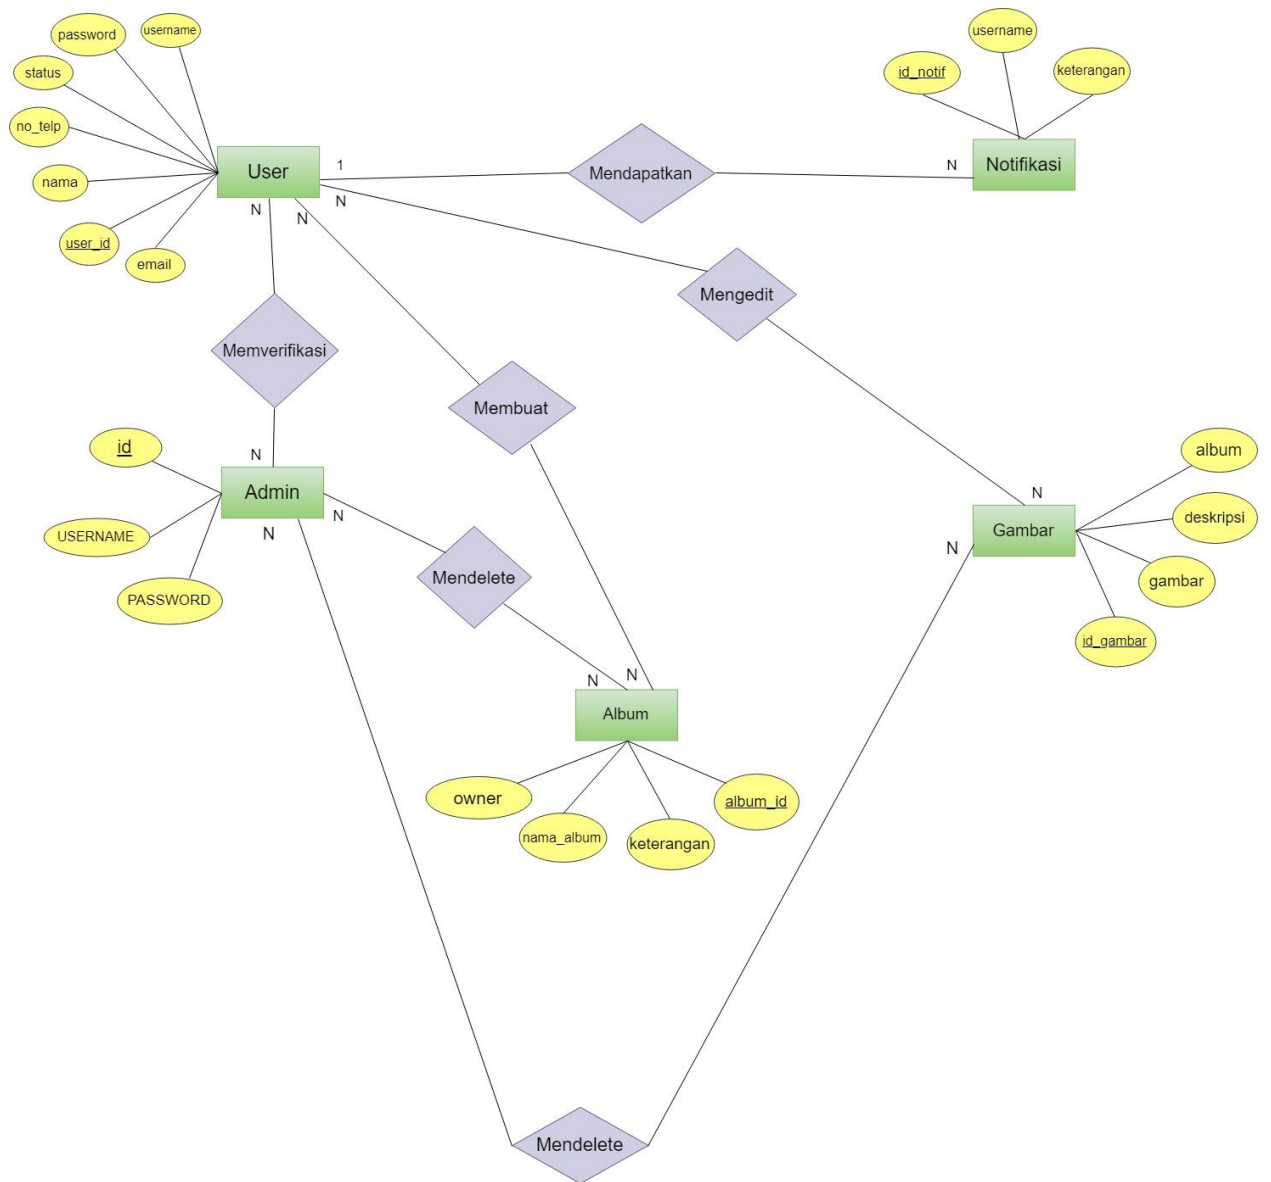 username
password
status
no_telp
nama
user_id
email
User
1
N
N
N
Mendapatkan
N
Notifikasi
id_notif
username
keterangan
Mengedit
Memverifikasi
Membuat
id
USERNAME
PASSWORD
N
Admin
N
N
Mendelete
N
N
Album
owner
nama_album
keterangan
album_id
N
Gambar
N
album
deskripsi
gambar
id_gambar
Mendelete